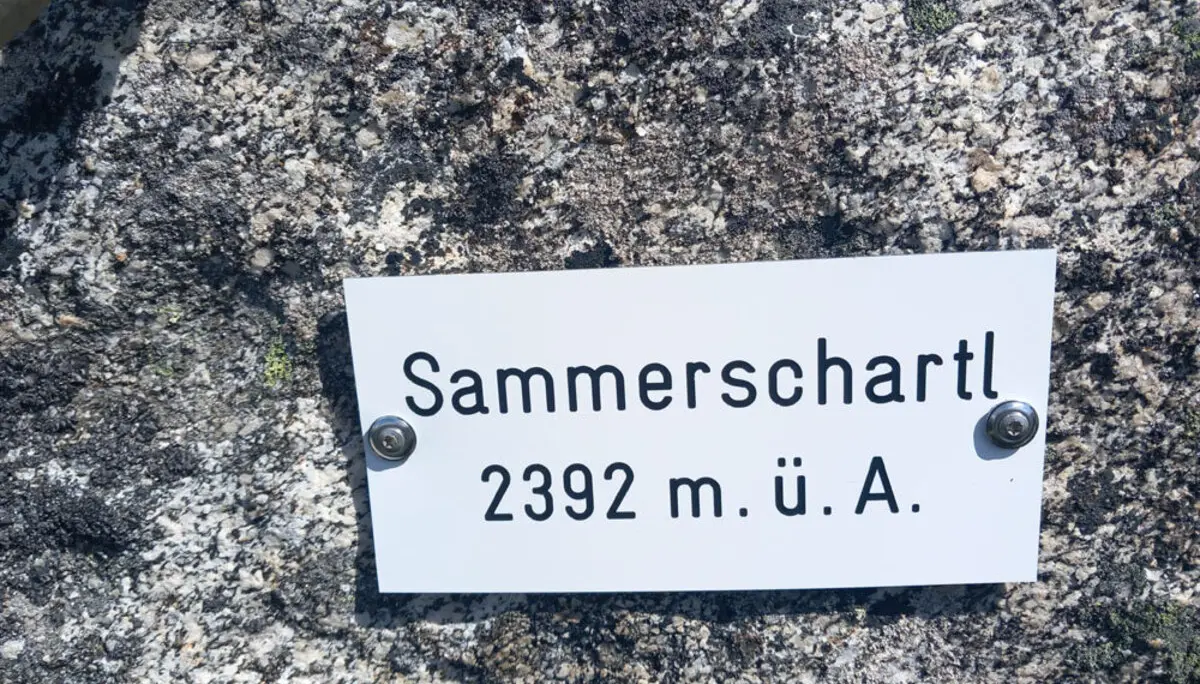 Sammerschartl
2392 m. ü. A.